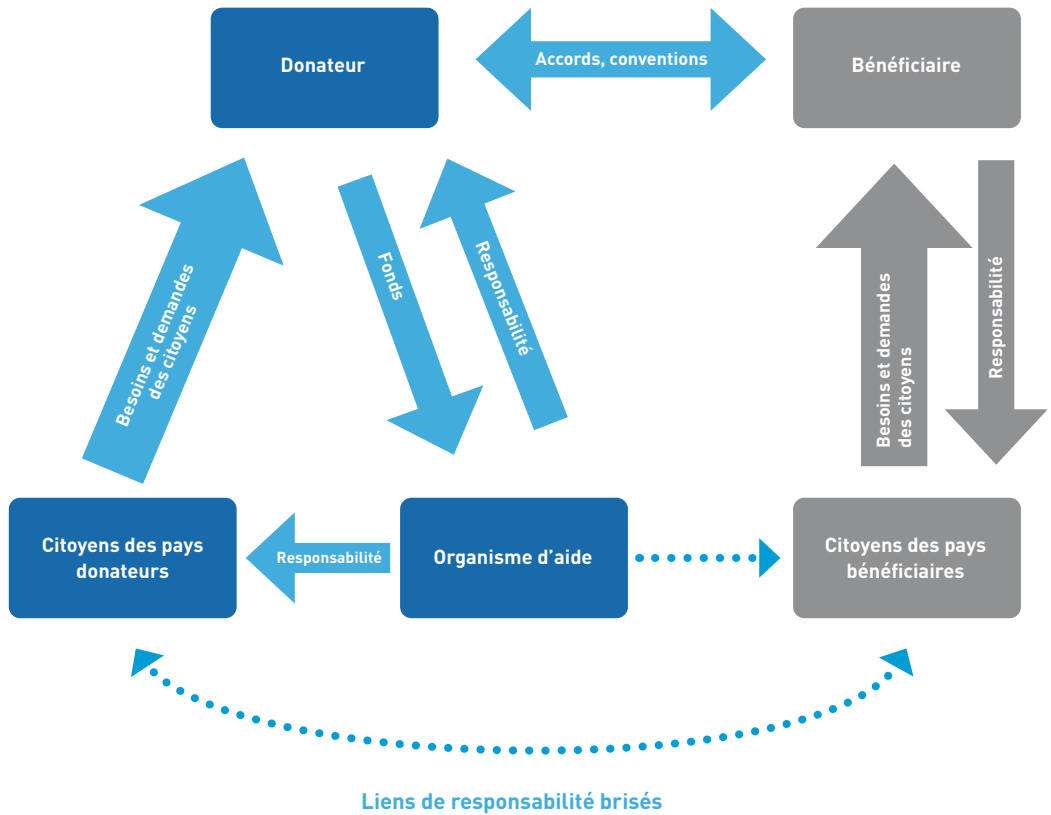 Donateur
Accords, conventions
Bénéficiaire
Besoins et demandes
des citoyens
Fonds
Responsabilité
Besoins et demandes
des citoyens
Responsabilité
Citoyens des pays
donateurs
Responsabilité
Organisme d’aide
Citoyens des pays
bénéficiaires
Liens de responsabilité brisés